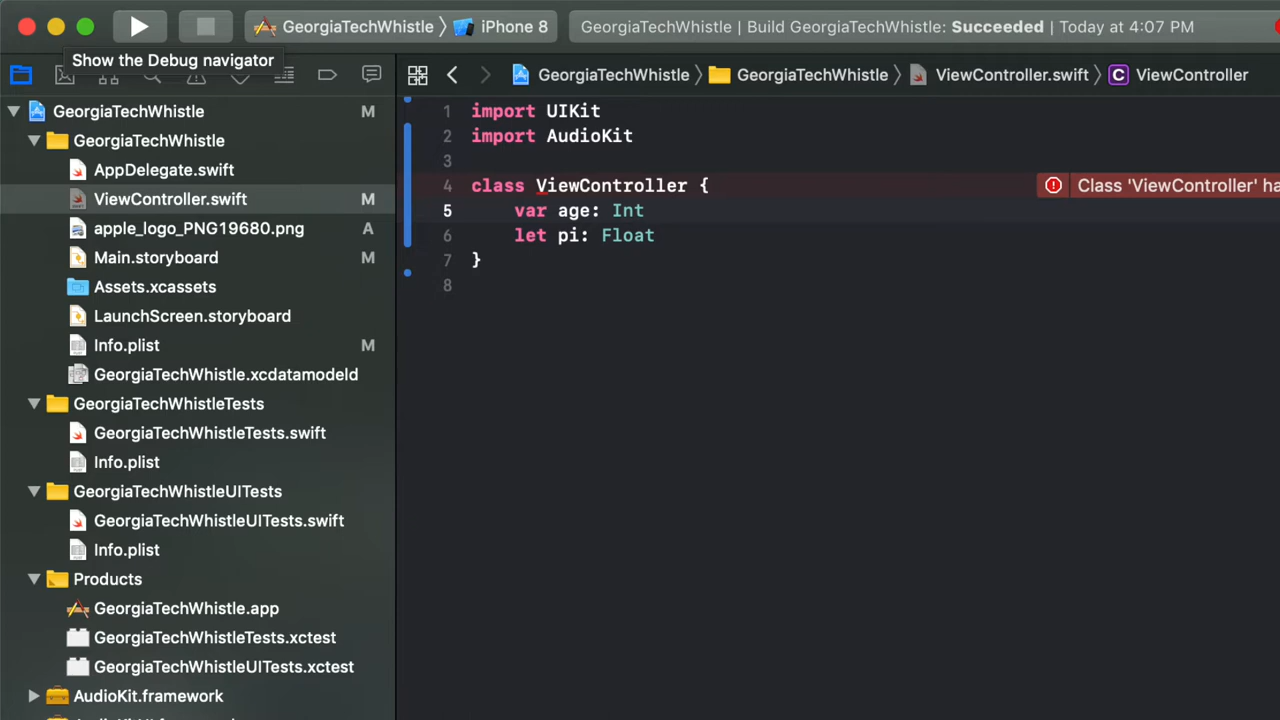 GeorgiaTechWhistle
iPhone 8
GeorgiaTechWhistle | Build GeorgiaTechWhistle: Succeeded | Today at 4:07 PM
Show the Debug navigator
GeorgiaTechWhistle
GeorgiaTechWhistle
ViewController.swift
C
ViewController
GeorgiaTechWhistle M
GeorgiaTechWhistle
AppDelegate.swift
ViewController.swift M
apple_logo_PNG19680.png A
Main.storyboard M
Assets.xcassets
LaunchScreen.storyboard
Info.plist M
GeorgiaTechWhistle.xcdatamodeld
GeorgiaTechWhistleTests
GeorgiaTechWhistleTests.swift
Info.plist
GeorgiaTechWhistleUITests
GeorgiaTechWhistleUITests.swift
Info.plist
Products
GeorgiaTechWhistle.app
GeorgiaTechWhistleTests.xctest
GeorgiaTechWhistleUITests.xctest
AudioKit.framework
1 import UIKit
2 import AudioKit
3
4 class ViewController {
Class 'ViewController' ha
5 var age: Int
6 let pi: Float
7 }
8